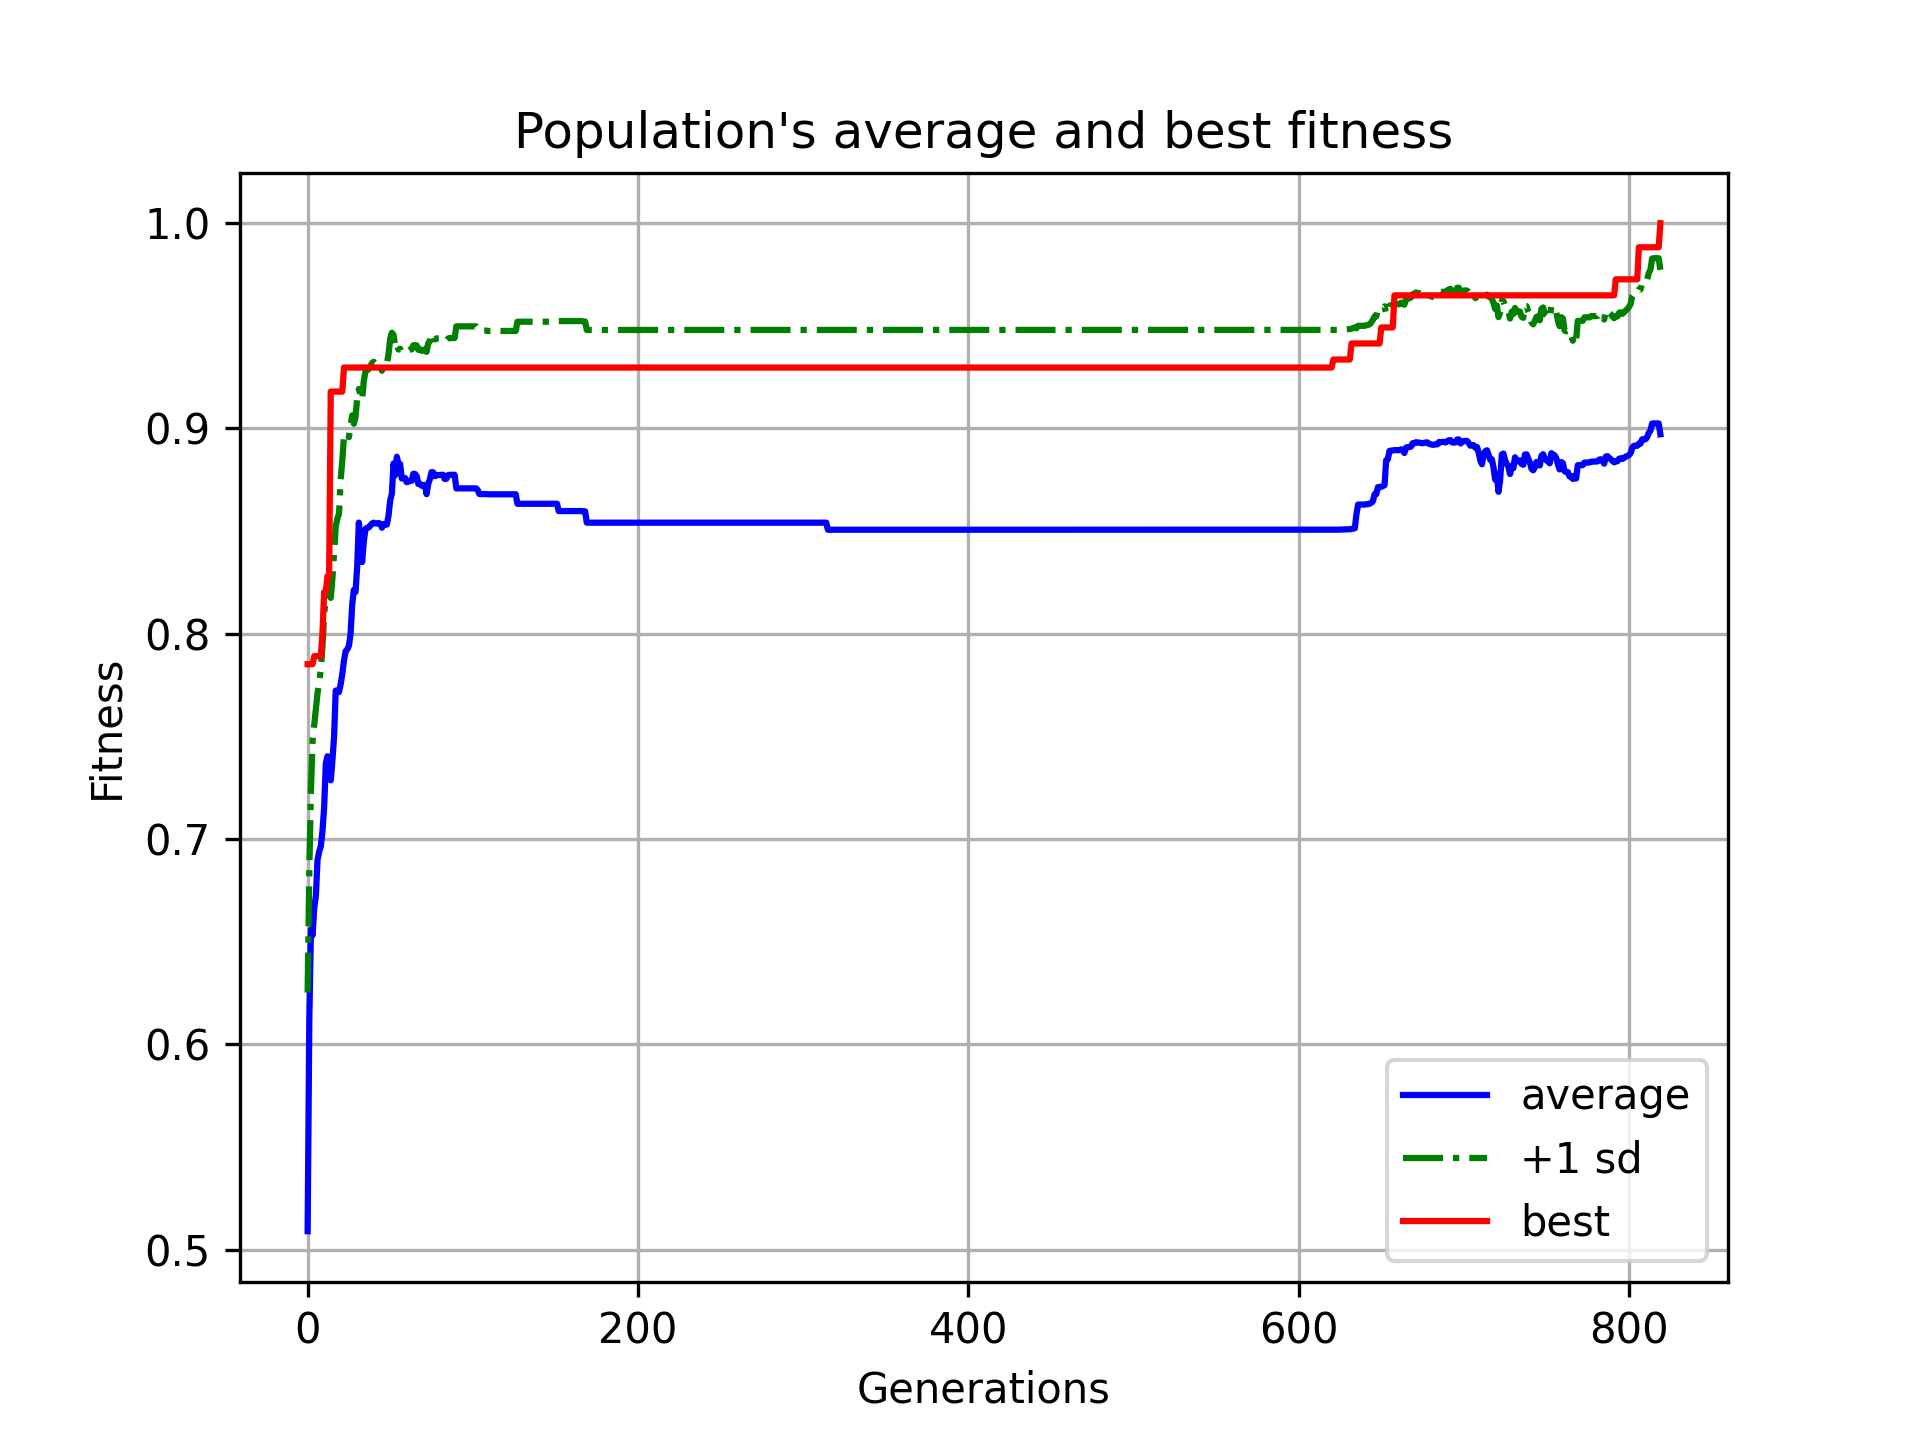 Population's average and best fitness
1.0
0.9
0.8
0.7
0.6
0.5
Fitness
0 200 400 600 800
Generations
average
+1 sd
best